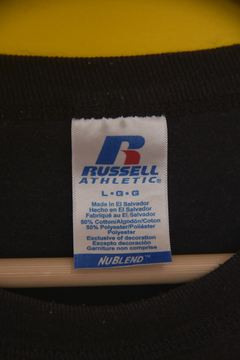 R
RUSSELL
ATHLETIC®
L•G•G
Made in El Salvador
Hecho en El Salvador
Fabriqué au El Salvador
50% Cotton/Algodón/Coton
50% Polyester/Poliéster
Polyester
Exclusive of decoration
Excepto decoración
Garniture non comprise
NUBLEND™